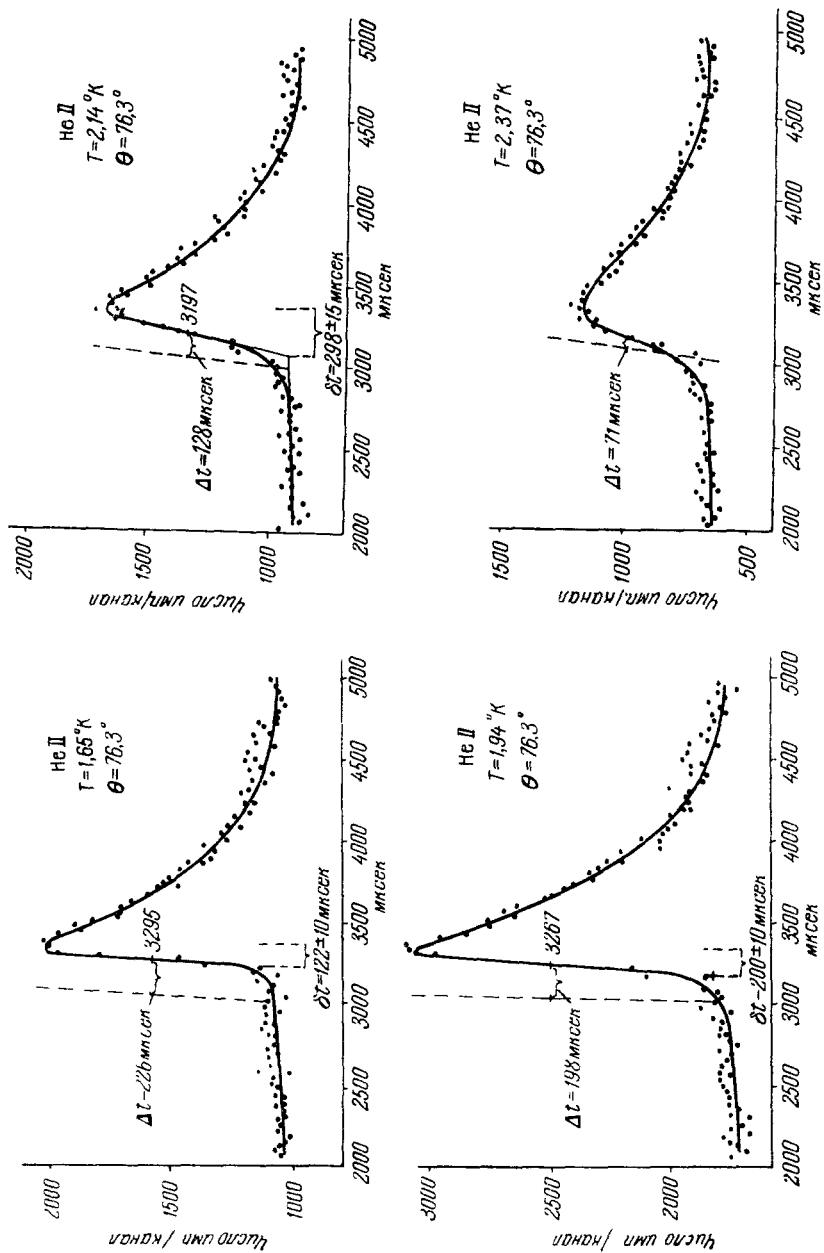 Число имп / канал
2000
1500
1000
Не II
T=1,65°K
Θ=76,3°
3295
Δt=226 мксек
δt=122±10 мксек
2000
2500
3000
3500
4000
4500
5000
мксек
Число имп/канал
2000
1500
1000
Не II
T=2,14°K
Θ=76,3°
3197
Δt=128 мксек
δt=298±15 мксек
2000
2500
3000
3500
4000
4500
5000
мксек
Число имп / канал
3000
2000
Не II
T=1,94°K
Θ=76,3°
3267
Δt=198 мксек
δt-200±10 мксек
2000
2500
3000
3500
4000
4500
5000
мксек
Число имп./канал
1500
1000
500
Не II
T=2,37°K
Θ=76,3°
Δt=71 мксек
2000
2500
3000
3500
4000
4500
5000
мксек